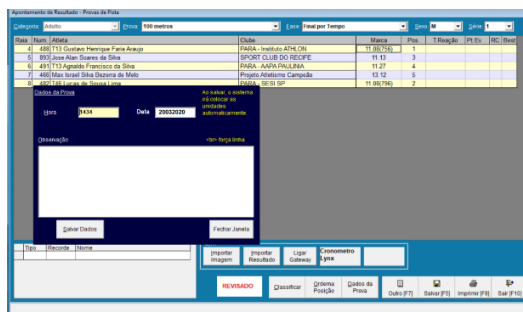 Apontamento de Resultado - Provas de Pista
Categoria Adulto Prova 100 metros Fase Final por Tempo Sexo M Série 1
Raia Num Atleta Clube Marca Pos T.Reação Pt.Eir RC Best
4 488 T13 Gustavo Henrique Faria Araujo PARA - Instituto ATHLON 11.08(796) 1
5 893 Jose Alan Soares da Silva SPORT CLUB DO RECIFE 11.13 3
6 491 T13 Agnaldo Francisco da Silva PARA - AAPA PAULINIA 11.27 4
7 466 Max Israel Silva Bezerra de Melo Projeto Atletismo Campeão 13.12 5
8 492 T46 Lucas de Sousa Lima PARA - SESI SP 11.08(796) 2
Dados da Prova
Ao salvar, o sistema
irá colocar as
unidades
automaticamente.
Hora 1434 Data 20032020
Observação <br> força linha
Salvar Dados Fechar Janela
Tipo Recorde Nome
Importar
Imagem
Importar
Resultado
Ligar
Gateway
Cronometro
Lynx
REVISADO
Classificar
Ordena
Posição
Dados da
Prova
Outro [F7] Salvar [F5] Imprimir [F9] Sair [F10]